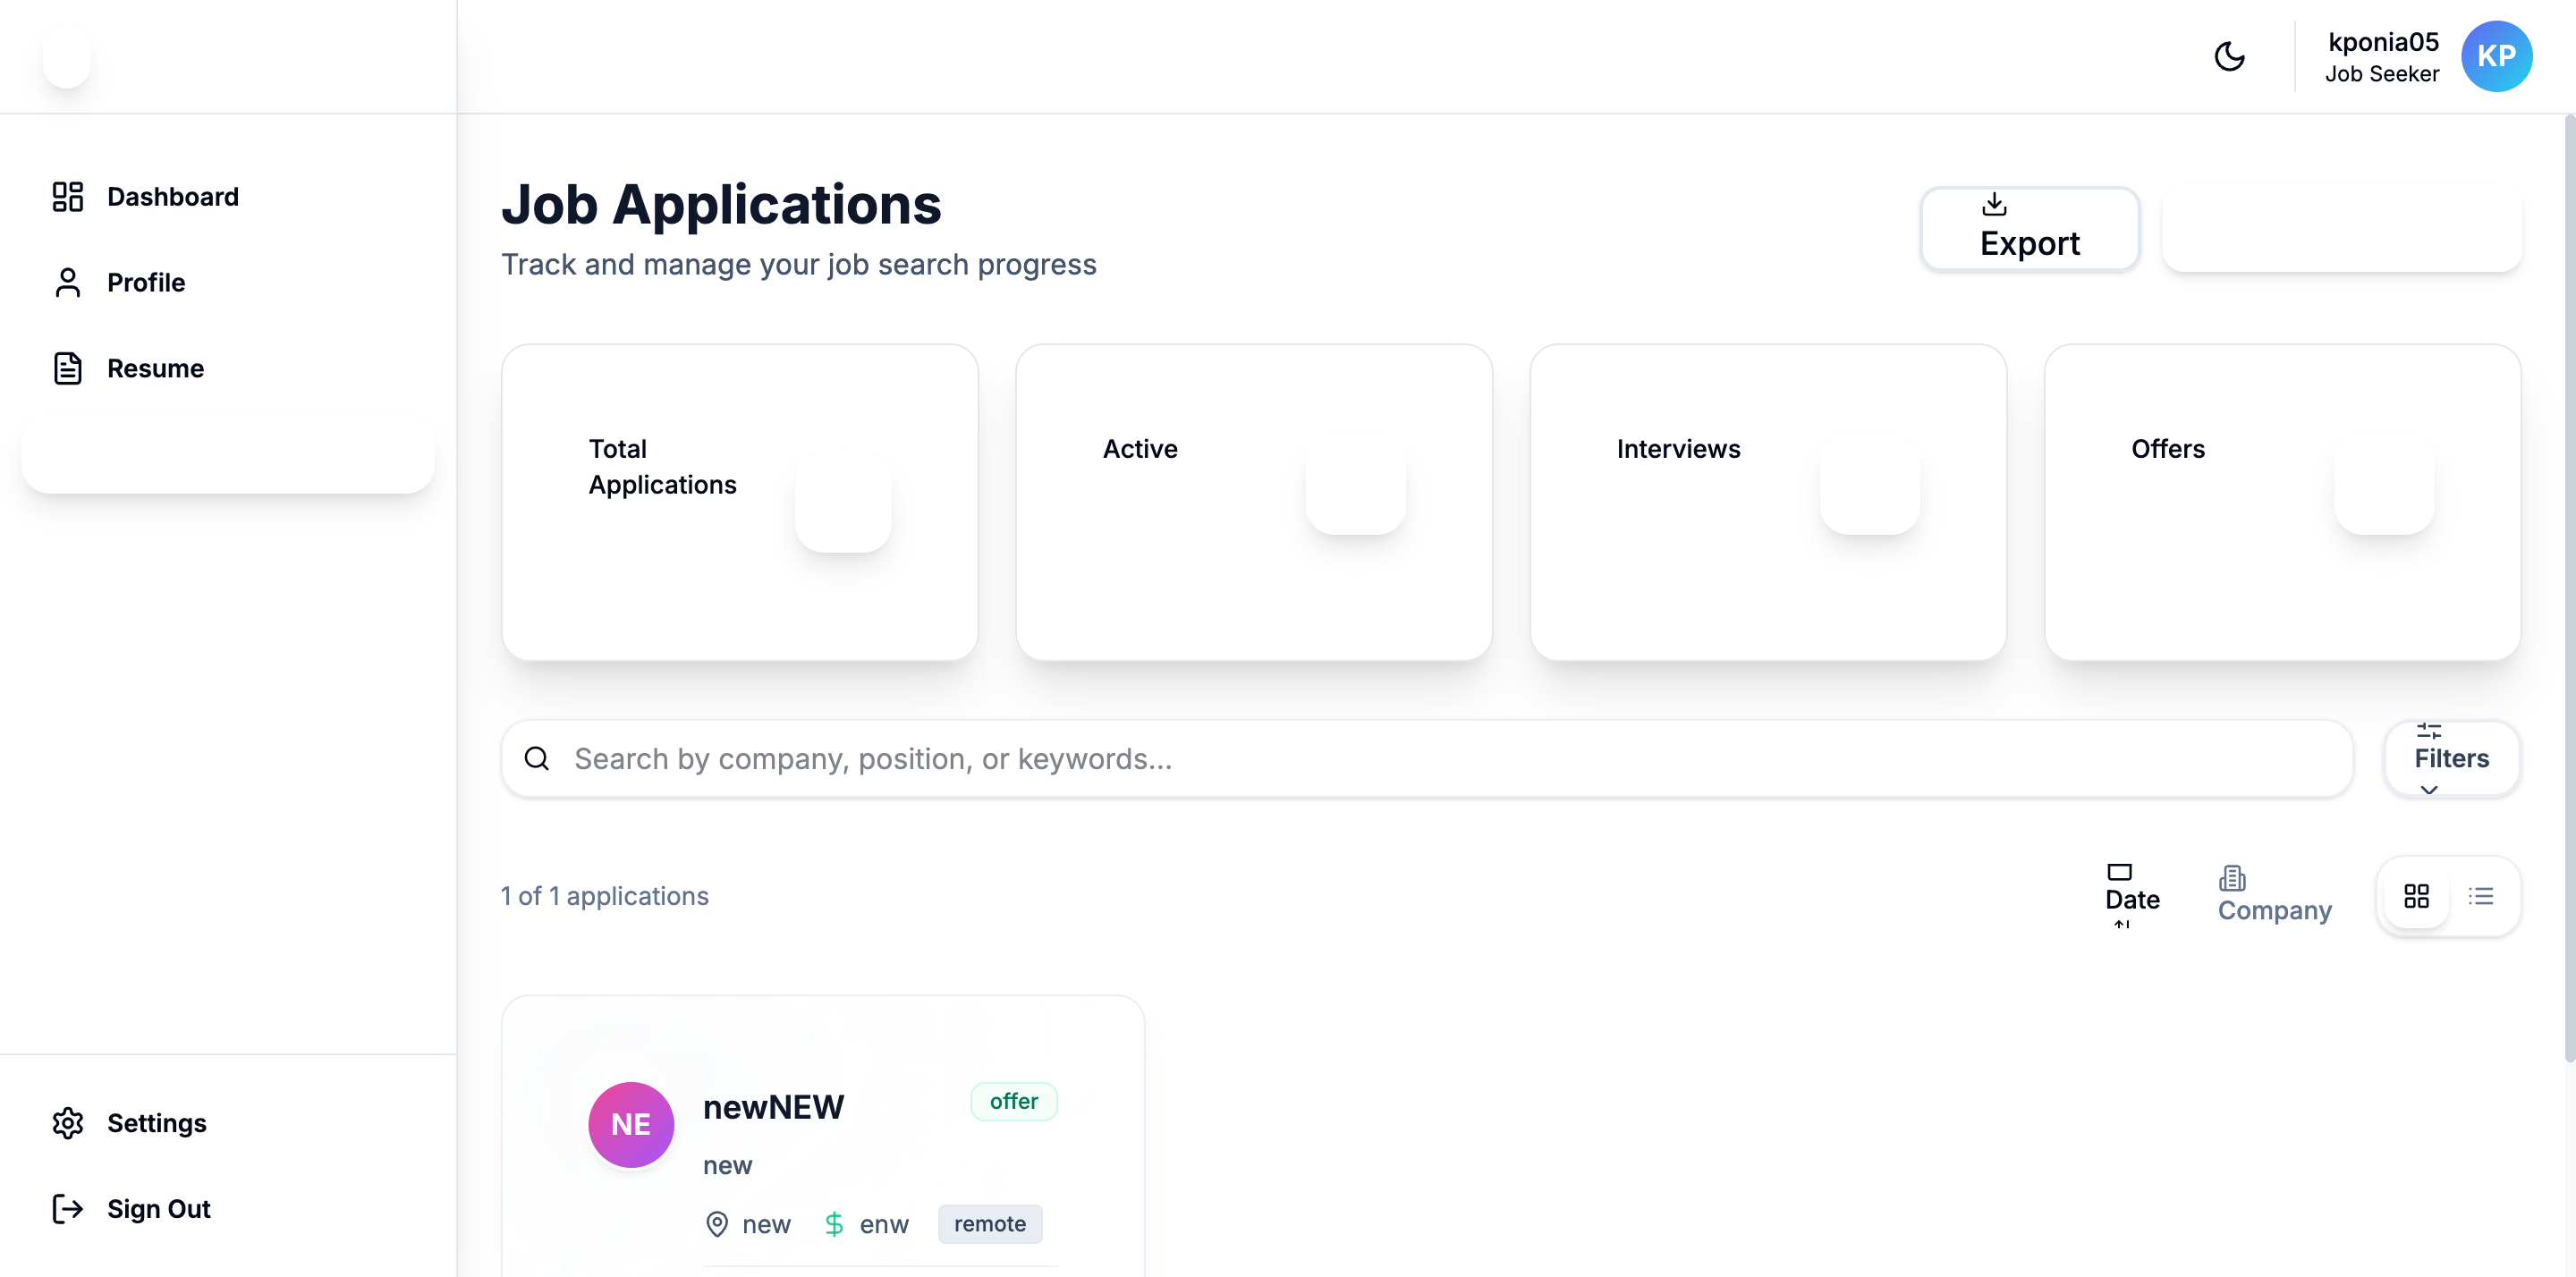 kponia05
Job Seeker
KP
Dashboard
Profile
Resume
Settings
Sign Out
Job Applications
Track and manage your job search progress
Export
Total
Applications
Active
Interviews
Offers
Search by company, position, or keywords...
Filters
1 of 1 applications
Date
Company
NE
newNEW
offer
new
new
$ enw
remote